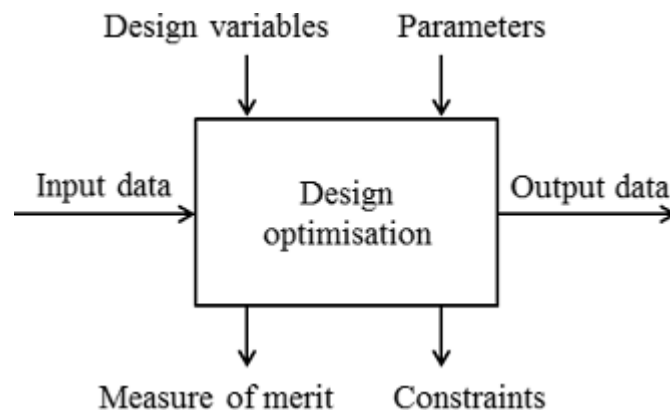 Design variables
Parameters
Input data
Design
optimisation
Output data
Measure of merit
Constraints